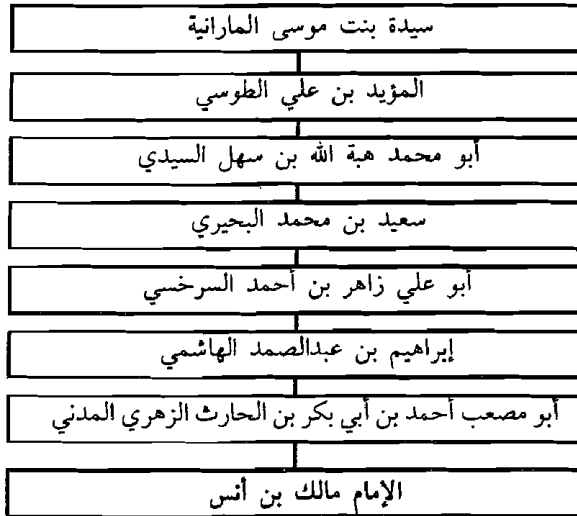 سيدة بنت موسى المارانية
المؤيد بن علي الطوسي
أبو محمد هبة الله بن سهل السيدي
سعيد بن محمد البحيري
أبو علي زاهر بن أحمد السرخسي
إبراهيم بن عبدالصمد الهاشمي
أبو مصعب أحمد بن أبي بكر بن الحارث الزهري المدني
الإمام مالك بن أنس